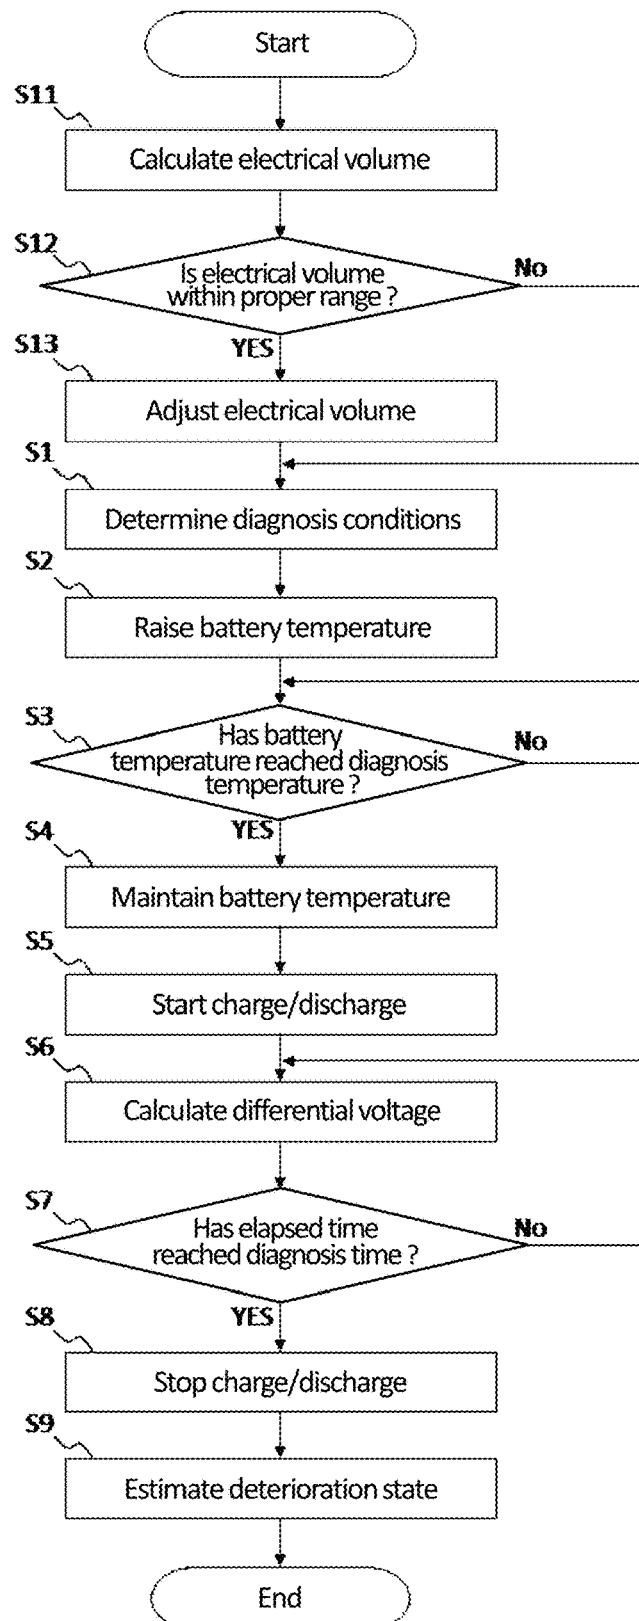 Start
S11
Calculate electrical volume
S12
Is electrical volume
within proper range ?
No
YES
S13
Adjust electrical volume
S1
Determine diagnosis conditions
S2
Raise battery temperature
S3
Has battery
temperature reached diagnosis
temperature ?
No
YES
S4
Maintain battery temperature
S5
Start charge/discharge
S6
Calculate differential voltage
S7
Has elapsed time
reached diagnosis time ?
No
YES
S8
Stop charge/discharge
S9
Estimate deterioration state
End